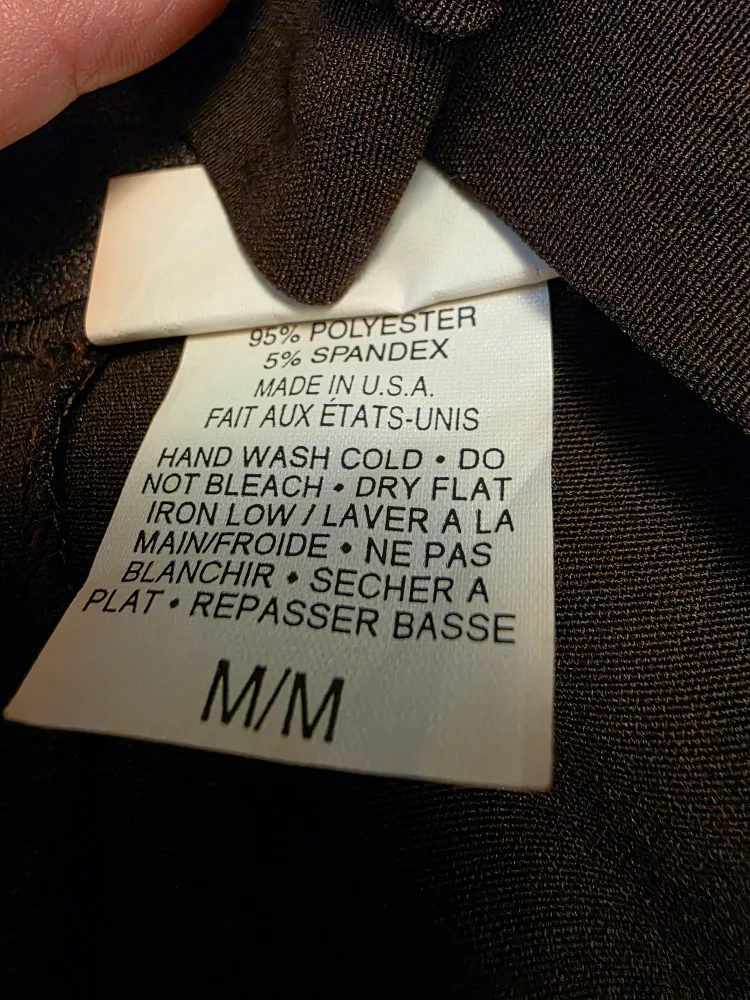 95% POLYESTER
5% SPANDEX
MADE IN U.S.A.
FAIT AUX ÉTATS-UNIS
HAND WASH COLD • DO
NOT BLEACH • DRY FLAT
IRON LOW / LAVER A LA
MAIN/FROIDE • NE PAS
BLANCHIR • SECHER A
PLAT • REPASSER BASSE
M/M